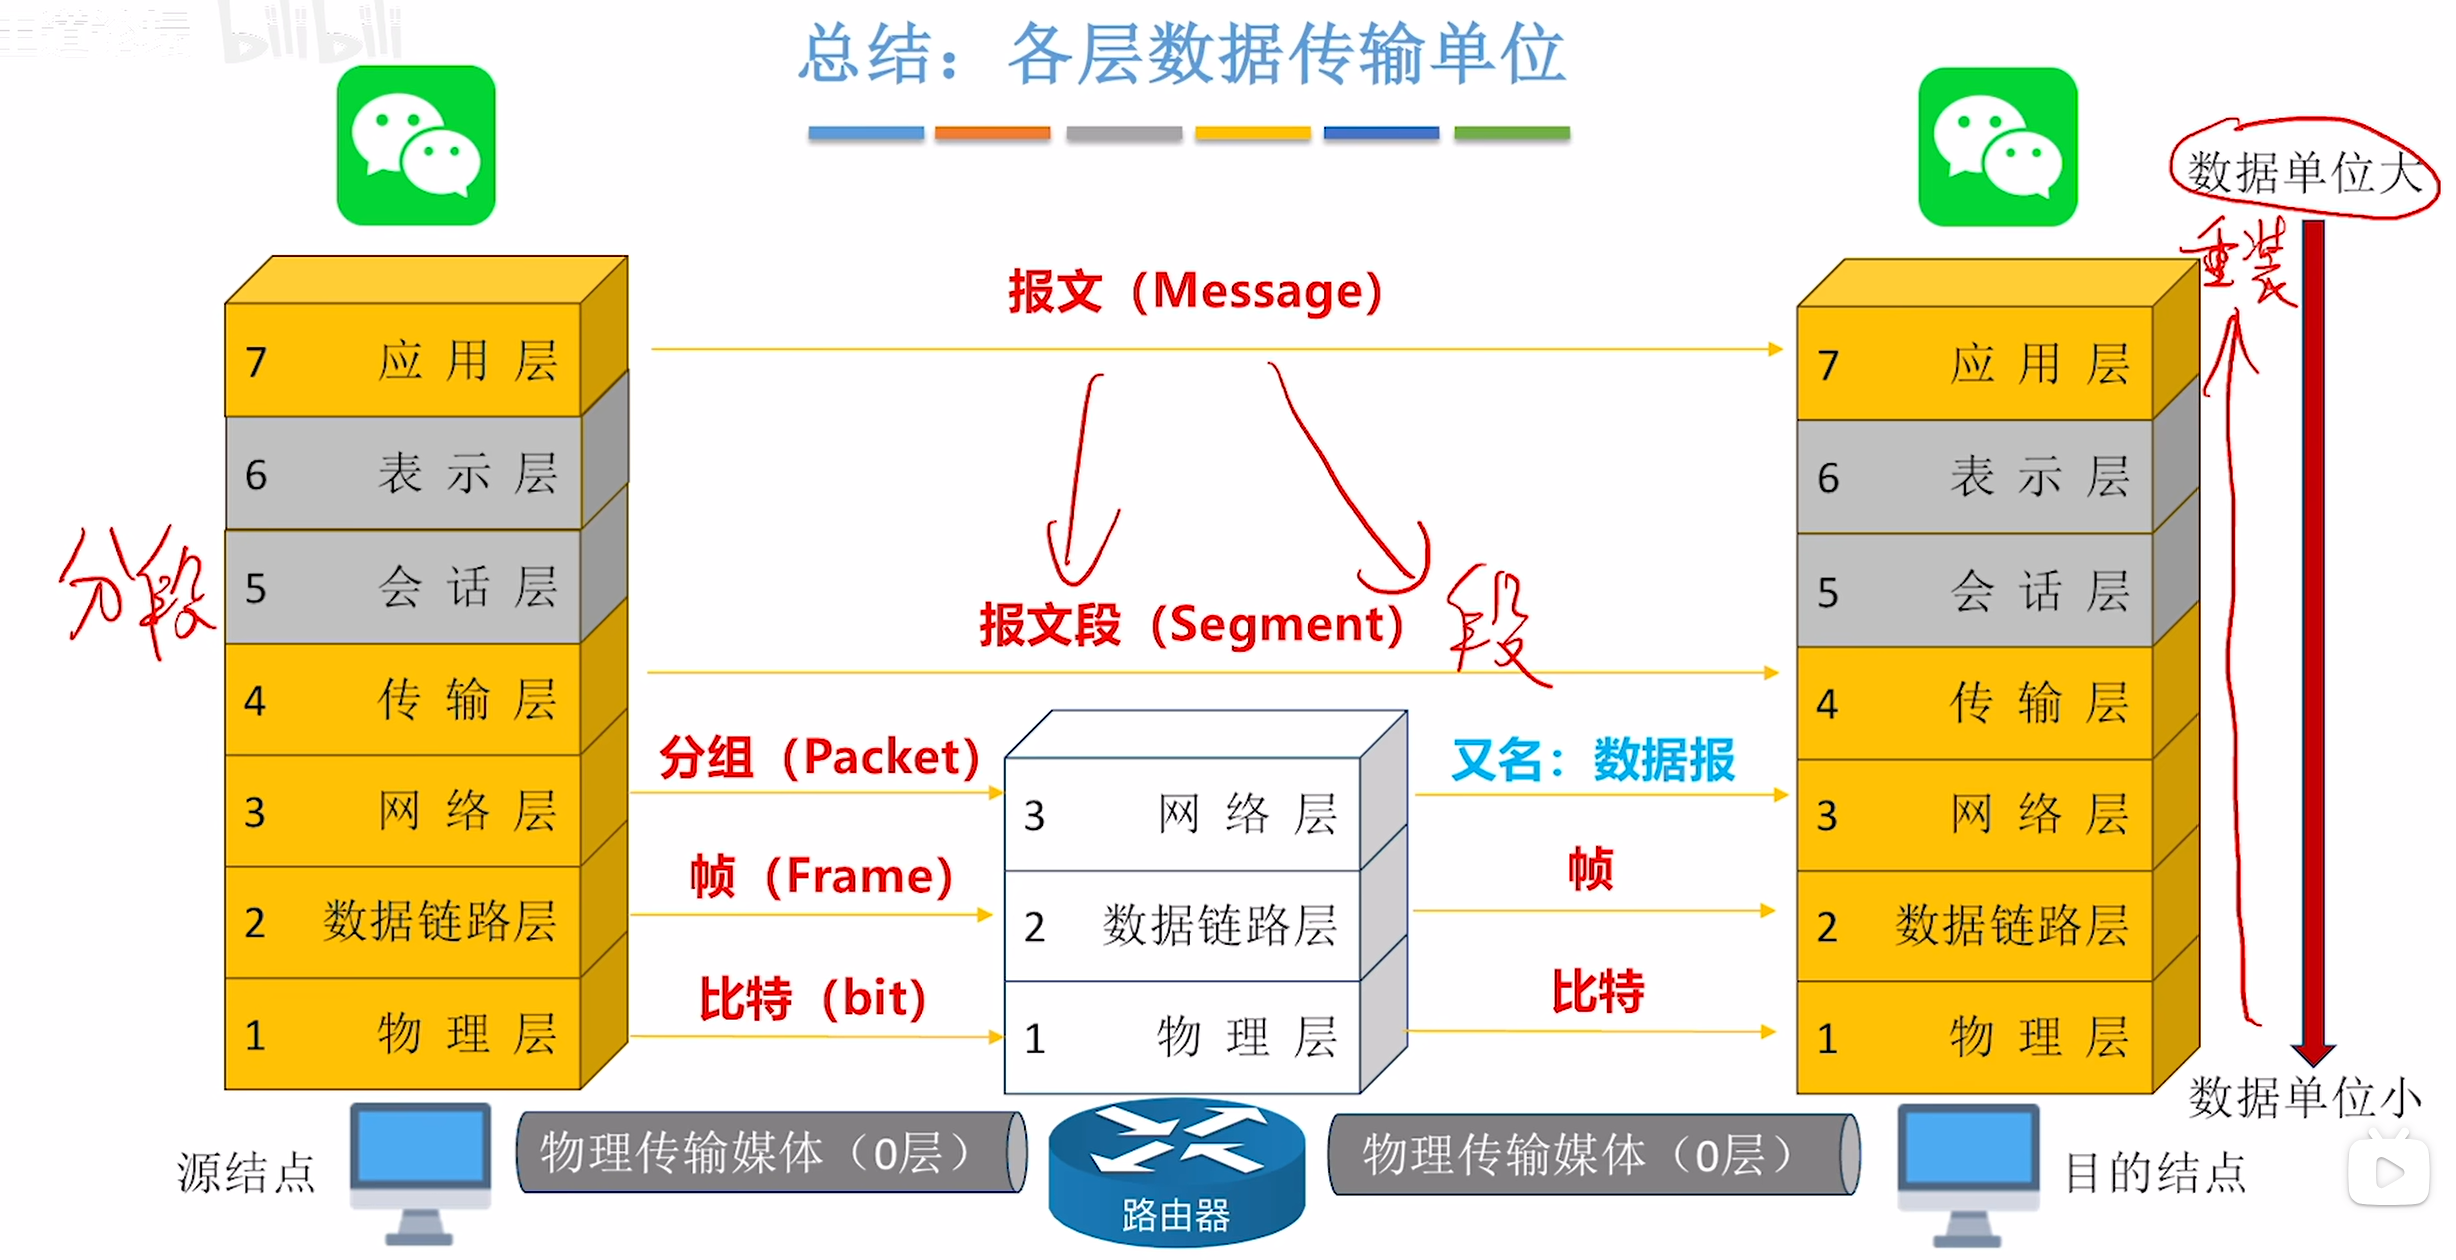 bilibili
总结：各层数据传输单位
数据单位大
重装
报文（Message）
7 应用层
7 应用层
6 表示层
6 表示层
分段
5 会话层
5 会话层
报文段（Segment）
段
4 传输层
4 传输层
分组（Packet）
又名：数据报
3 网络层
3 网络层
3 网络层
帧（Frame）
帧
2 数据链路层
2 数据链路层
2 数据链路层
比特（bit）
比特
1 物理层
1 物理层
1 物理层
数据单位小
源结点
物理传输媒体（0层）
路由器
物理传输媒体（0层）
目的结点